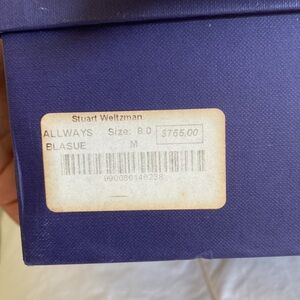 Stuart Weitzman
ALLWAYS Size: 8.0 $765.00
BLASUE M